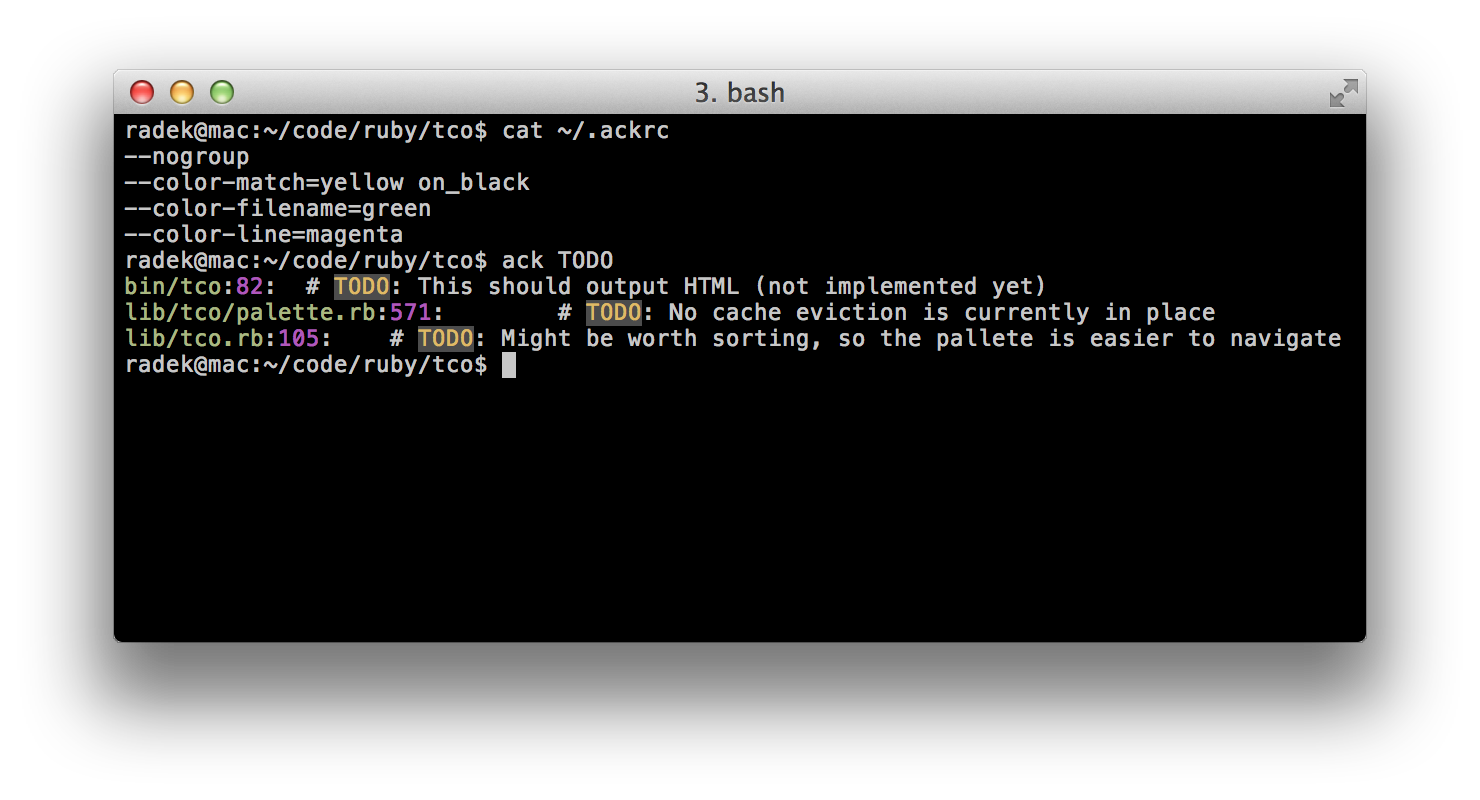 3. bash
radek@mac:~/code/ruby/tco$ cat ~/.ackrc
--nogroup
--color-match=yellow on_black
--color-filename=green
--color-line=magenta
radek@mac:~/code/ruby/tco$ ack TODO
bin/tco:82:  # TODO: This should output HTML (not implemented yet)
lib/tco/palette.rb:571:        # TODO: No cache eviction is currently in place
lib/tco.rb:105:    # TODO: Might be worth sorting, so the pallete is easier to navigate
radek@mac:~/code/ruby/tco$